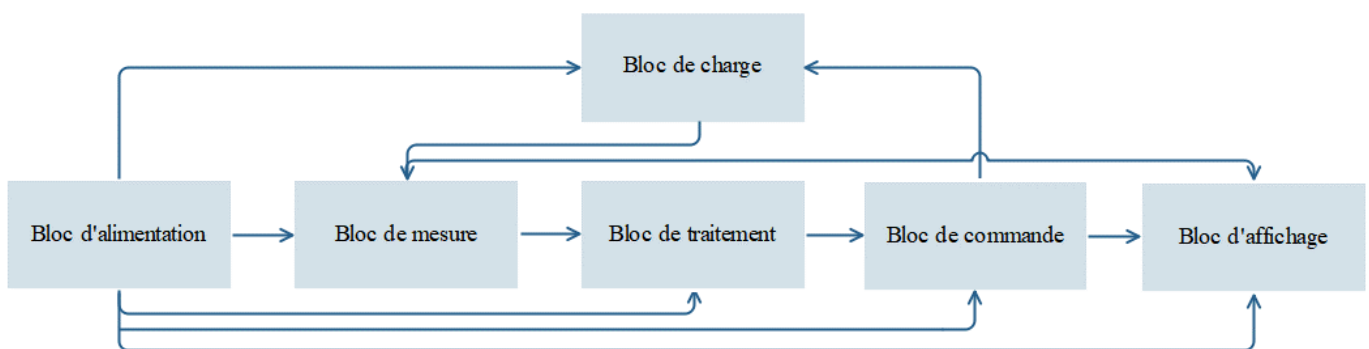 Bloc de charge
Bloc d'alimentation
Bloc de mesure
Bloc de traitement
Bloc de commande
Bloc d'affichage